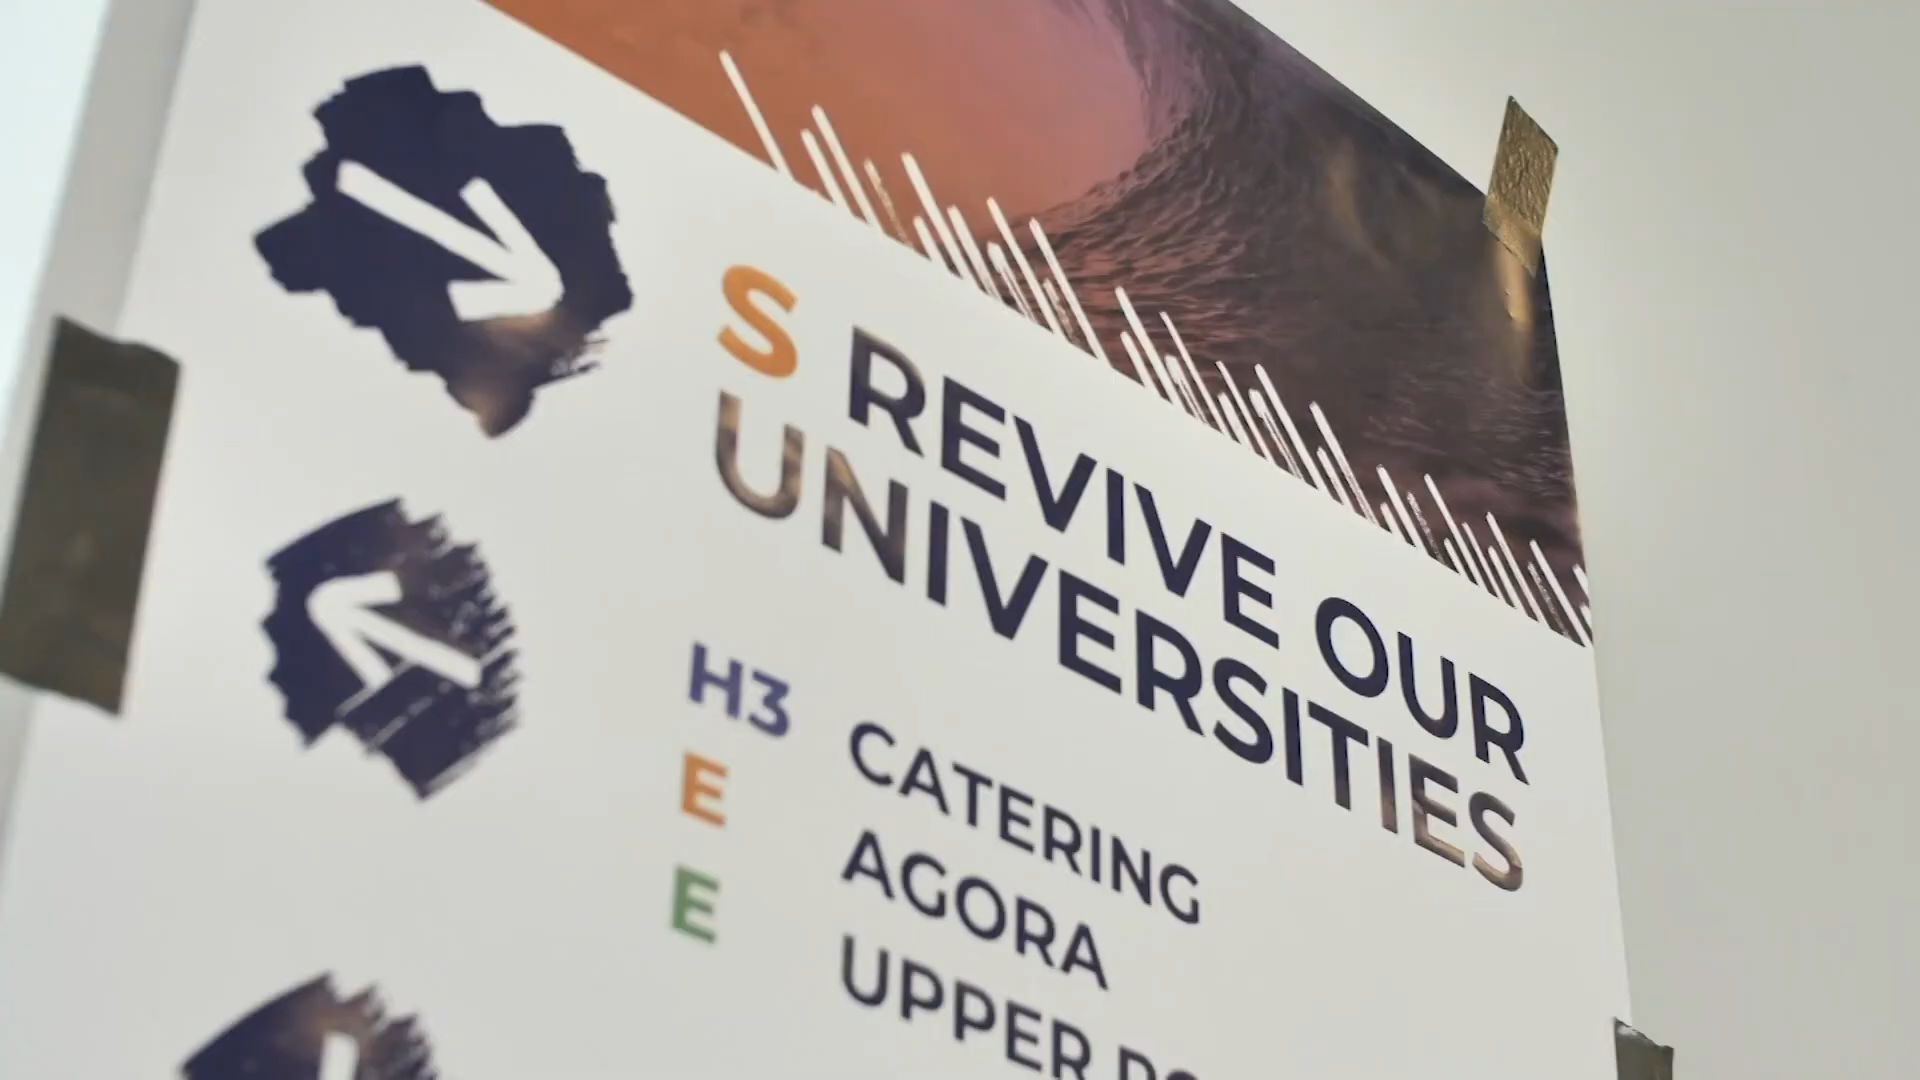 S REVIVE OUR
UNIVERSITIES
H3 CATERING
E AGORA
E UPPER